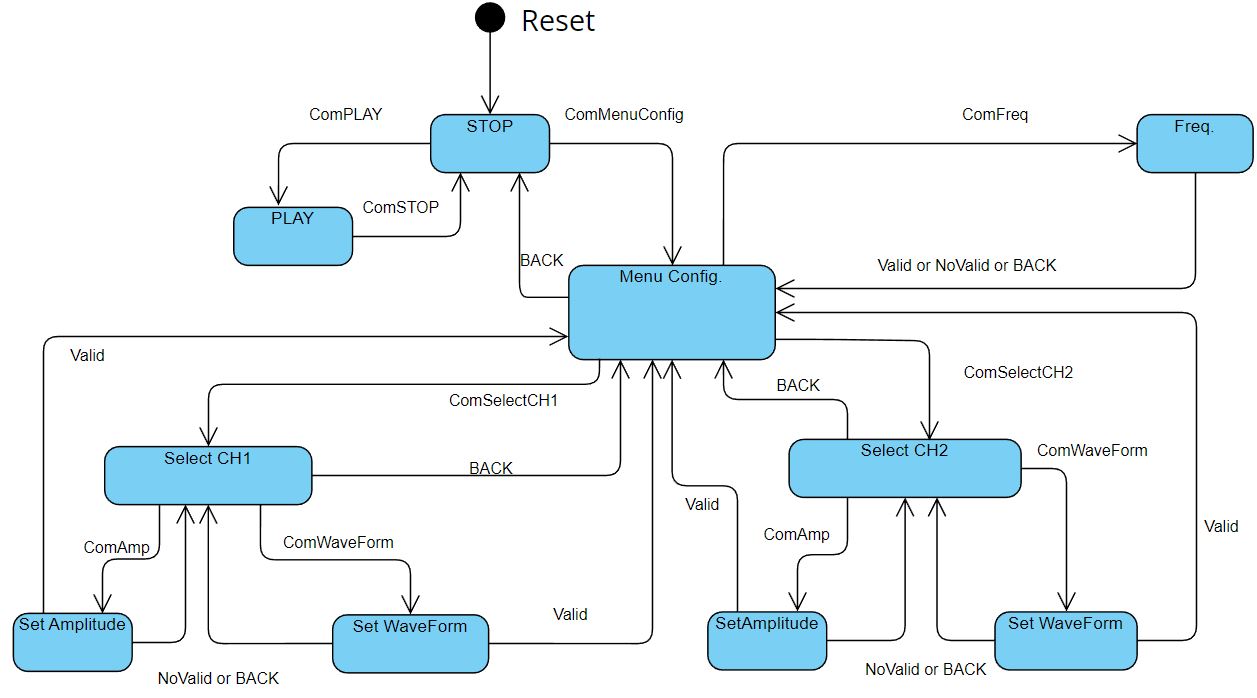 Reset
ComPLAY
STOP
ComMenuConfig
ComFreq
Freq.
PLAY
ComSTOP
BACK
Menu Config.
Valid or NoValid or BACK
Valid
ComSelectCH1
BACK
ComSelectCH2
Select CH1
BACK
Select CH2
ComWaveForm
Valid
ComAmp
ComWaveForm
ComAmp
Valid
Set Amplitude
Set WaveForm
Valid
SetAmplitude
Set WaveForm
NoValid or BACK
NoValid or BACK